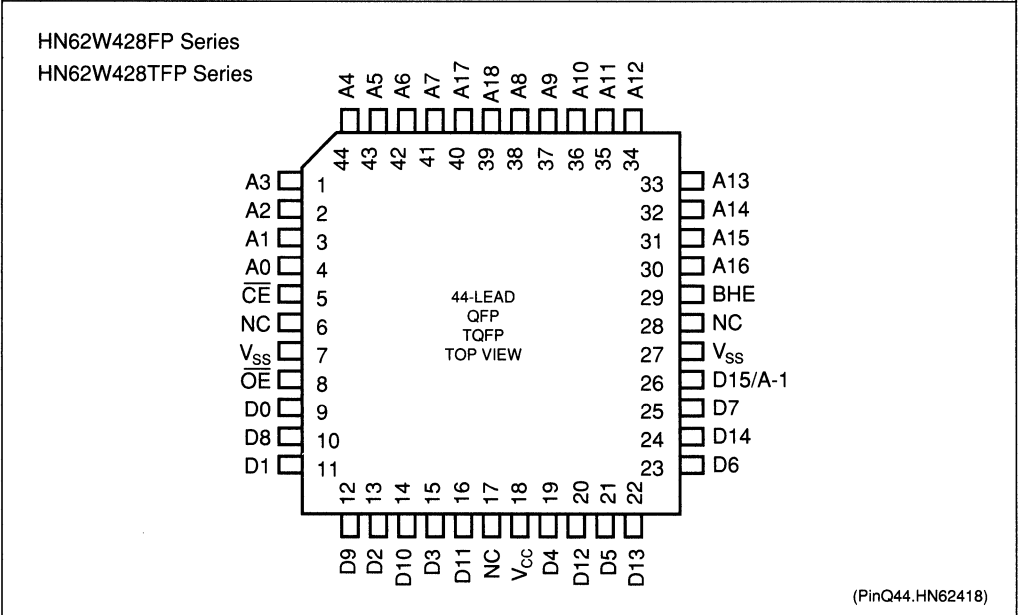 HN62W428FP Series
HN62W428TFP Series
A4 A5 A6 A7 A17 A18 A8 A9 A10 A11 A12
44 43 42 41 40 39 38 37 36 35 34
A3 1 33 A13
A2 2 32 A14
A1 3 31 A15
A0 4 30 A16
C̅E̅ 5 29 BHE
NC 6 28 NC
VSS 7 27 VSS
O̅E̅ 8 26 D15/A-1
D0 9 25 D7
D8 10 24 D14
D1 11 23 D6
44-LEAD
QFP
TQFP
TOP VIEW
12 13 14 15 16 17 18 19 20 21 22
D9 D2 D10 D3 D11 NC VCC D4 D12 D5 D13
(PinQ44.HN62418)